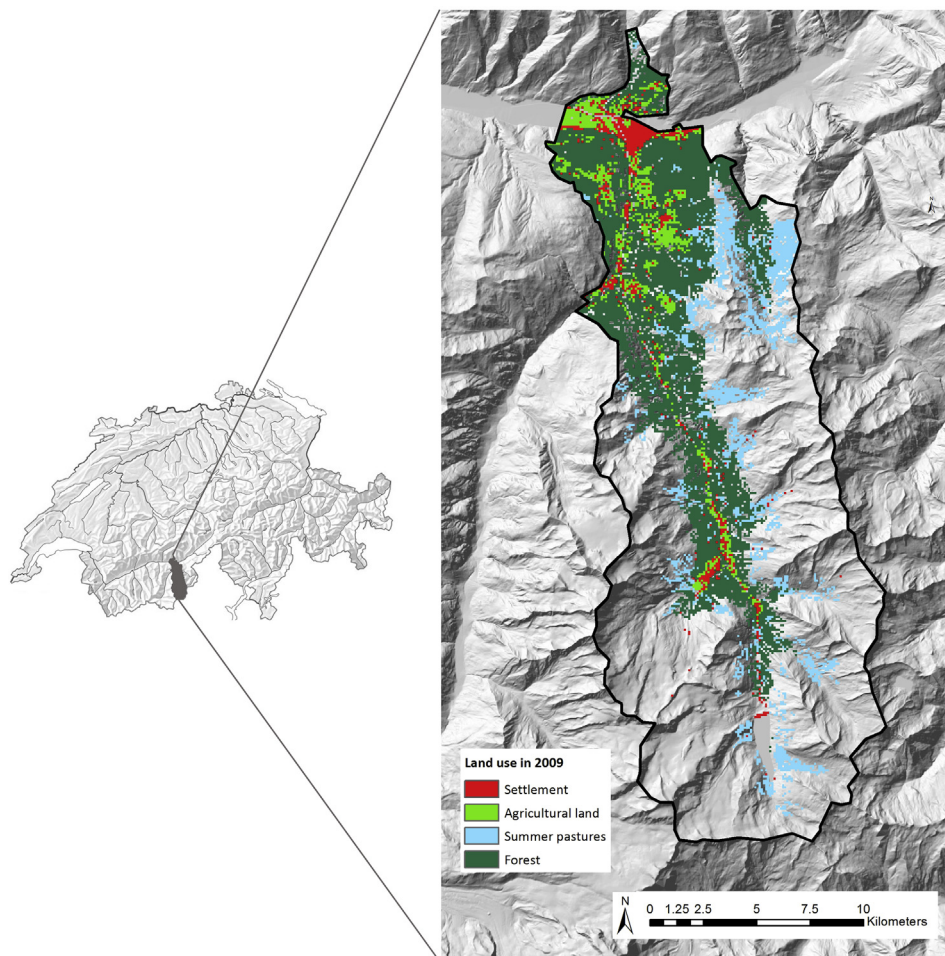 N
Land use in 2009
Settlement
Agricultural land
Summer pastures
Forest
N
0 1.25 2.5 5 7.5 10
Kilometers